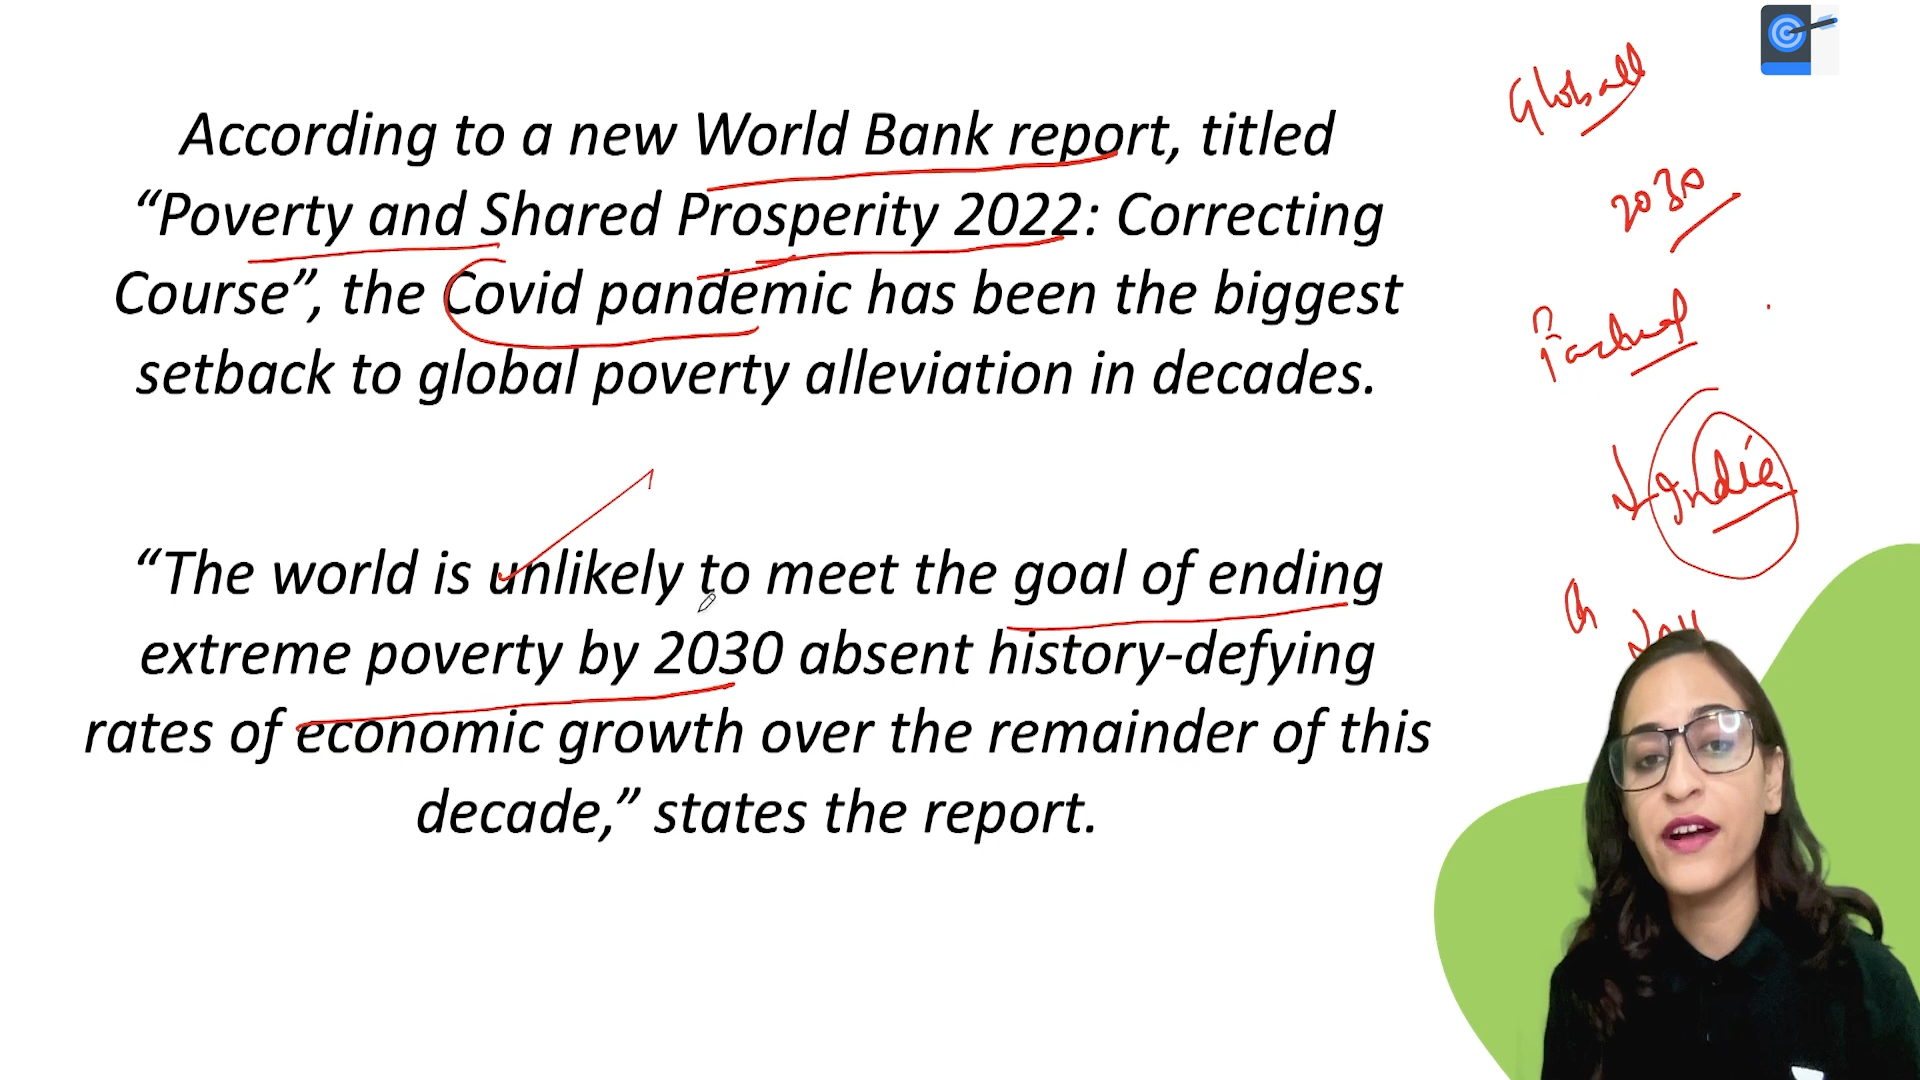 According to a new World Bank report, titled
“Poverty and Shared Prosperity 2022: Correcting
Course”, the Covid pandemic has been the biggest
setback to global poverty alleviation in decades.
“The world is unlikely to meet the goal of ending
extreme poverty by 2030 absent history-defying
rates of economic growth over the remainder of this
decade,” states the report.
2030
India